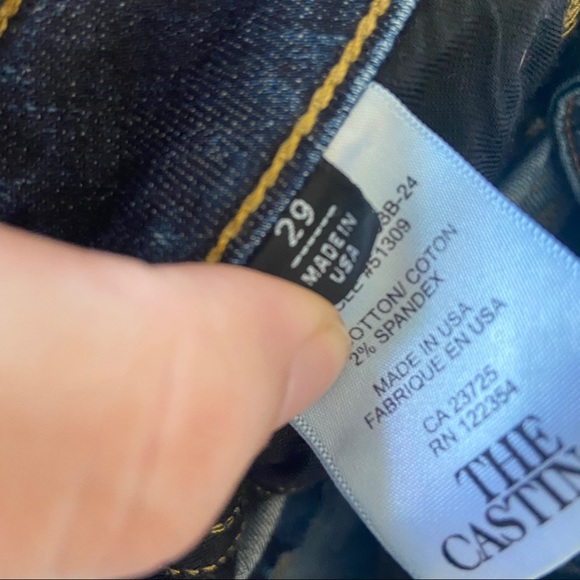 29
MADE IN
USA
3B-24
#51309
COTTON/ COTON
2% SPANDEX
MADE IN USA
FABRIQUE EN USA
CA 23725
RN 122354
THE
CASTIN